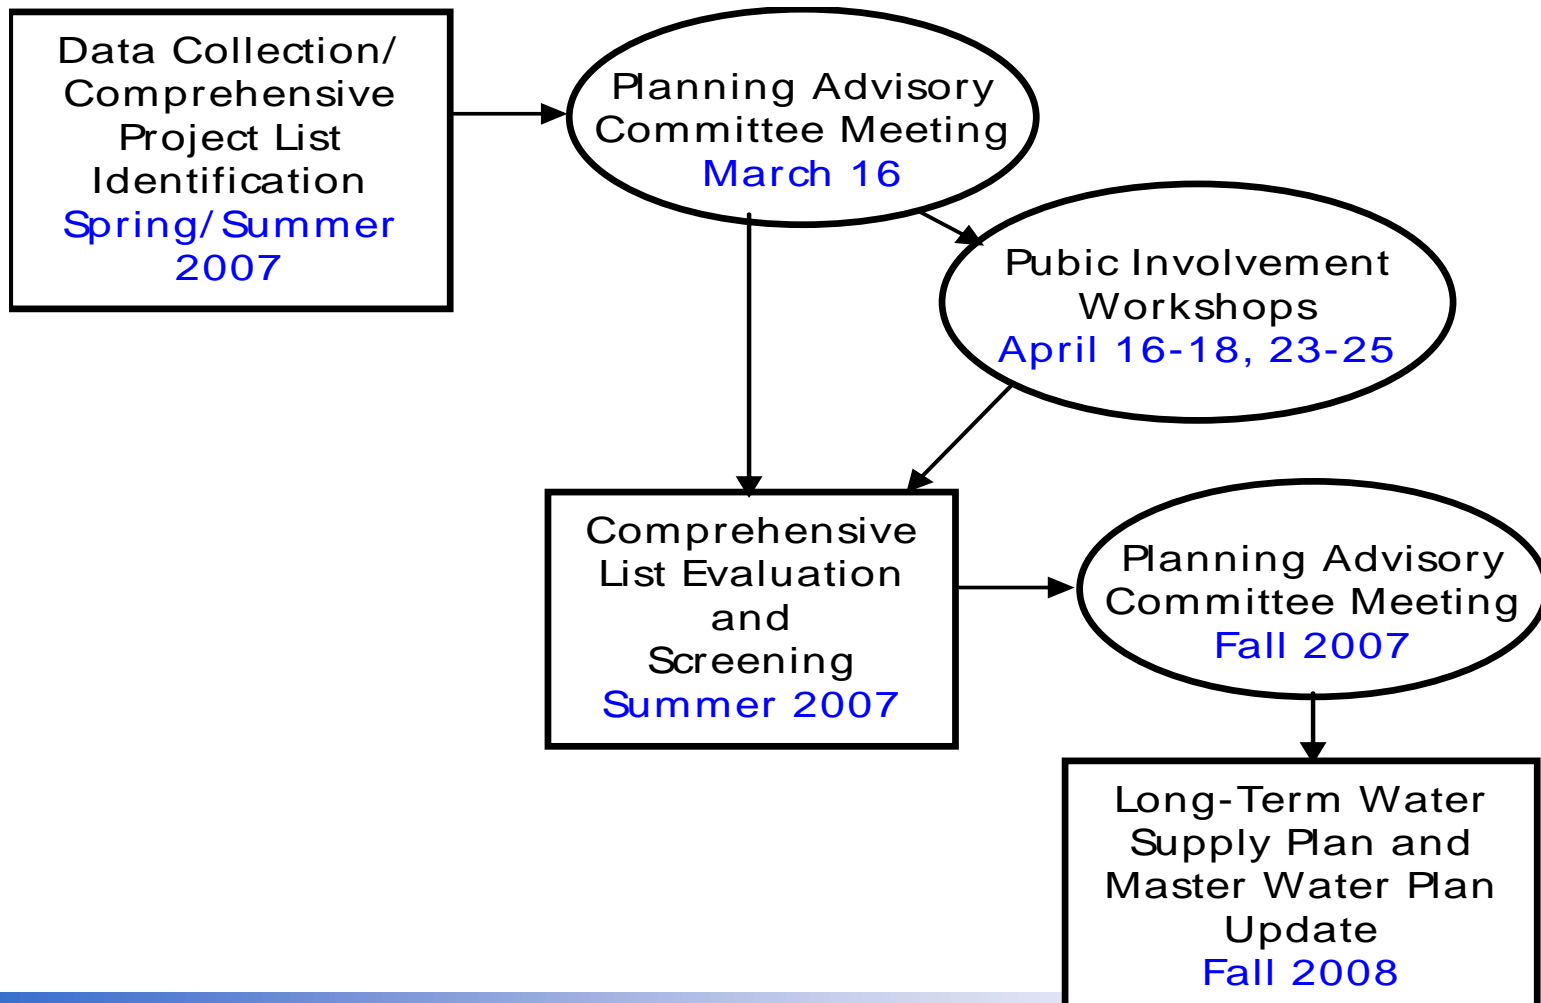 Data Collection/
Comprehensive
Project List
Identification
Spring/Summer
2007
Planning Advisory
Committee Meeting
March 16
Pubic Involvement
Workshops
April 16-18, 23-25
Comprehensive
List Evaluation
and
Screening
Summer 2007
Planning Advisory
Committee Meeting
Fall 2007
Long-Term Water
Supply Plan and
Master Water Plan
Update
Fall 2008